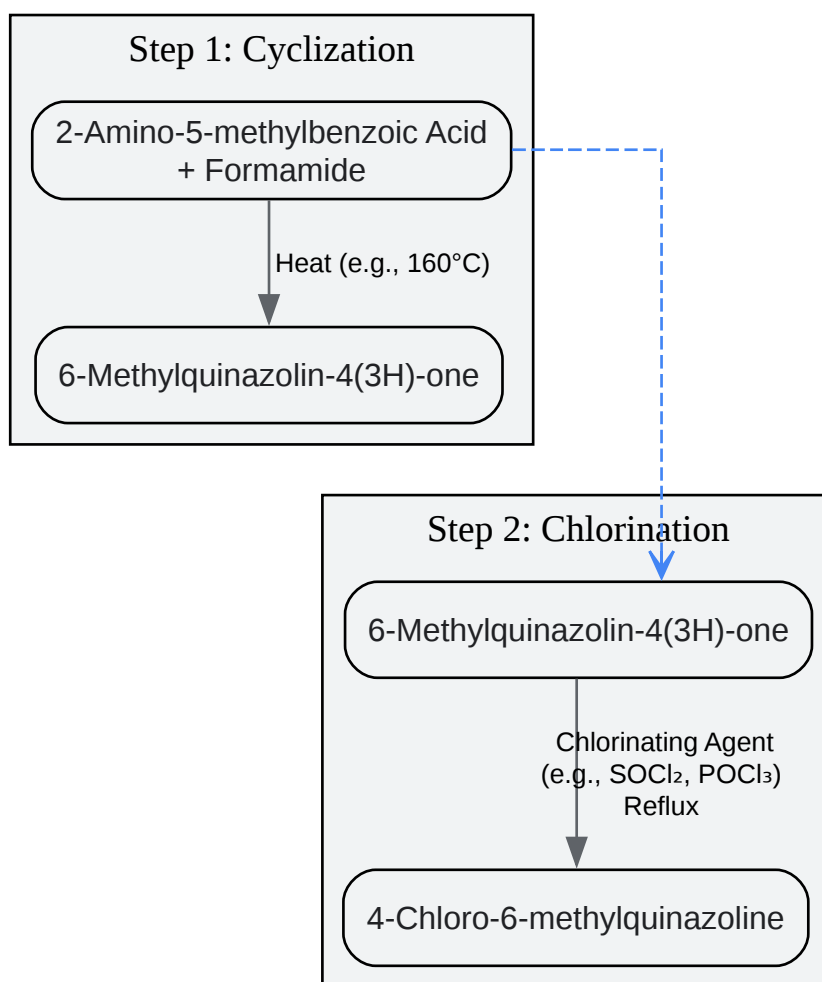 Step 1: Cyclization
2-Amino-5-methylbenzoic Acid
+ Formamide
Heat (e.g., 160°C)
6-Methylquinazolin-4(3H)-one
Step 2: Chlorination
6-Methylquinazolin-4(3H)-one
Chlorinating Agent
(e.g., SOCl₂, POCl₃)
Reflux
4-Chloro-6-methylquinazoline